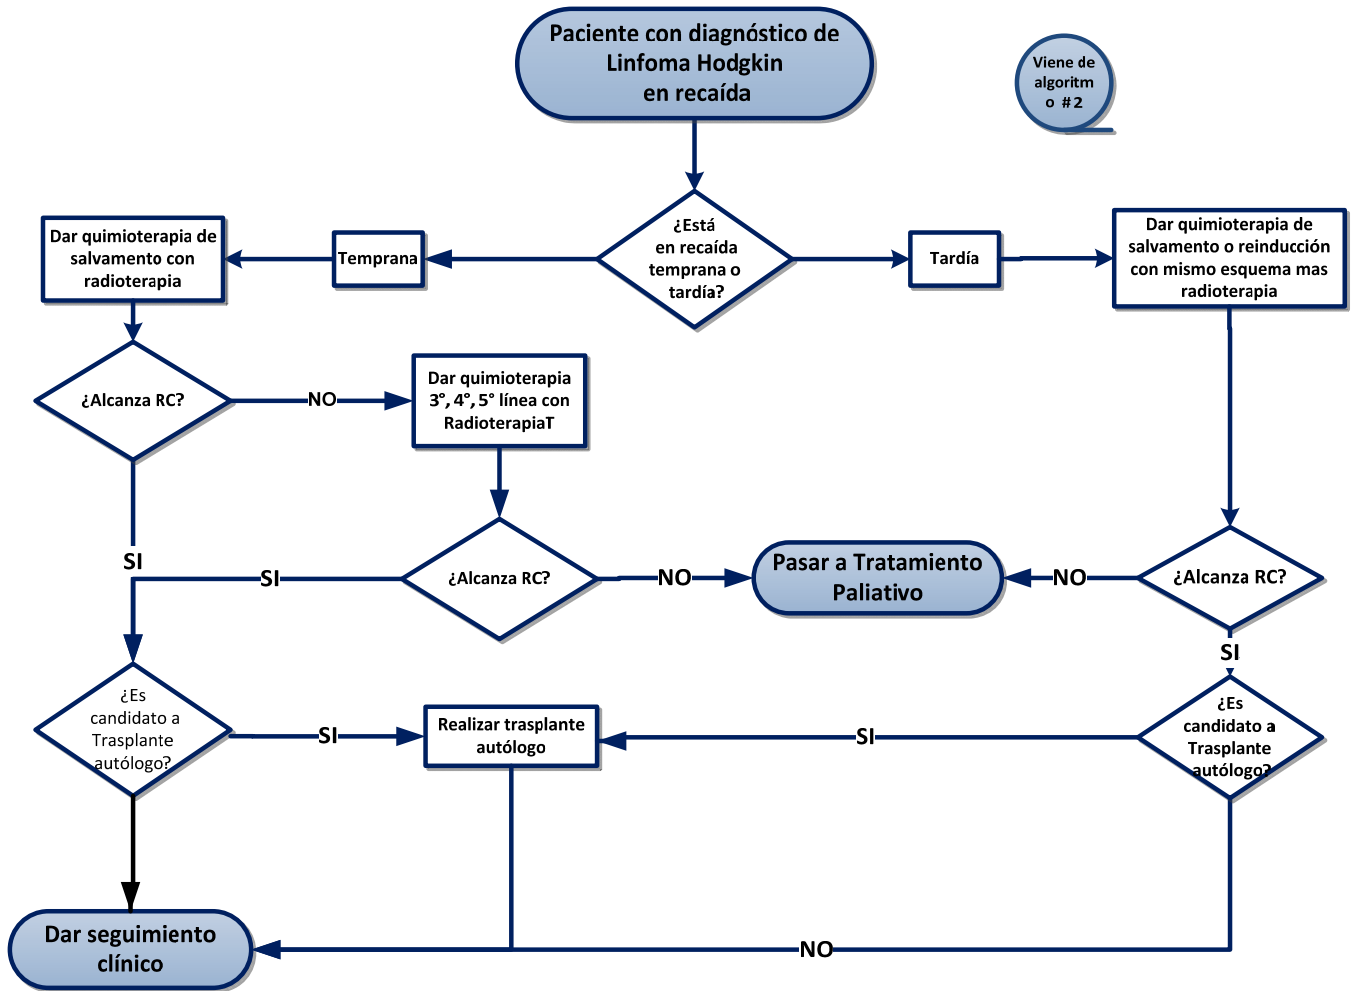 Paciente con diagnóstico de
Linfoma Hodgkin
en recaída
Viene de
algoritm
o #2
¿Está
en recaída
temprana o
tardía?
Temprana
Tardía
Dar quimioterapia de
salvamento con
radioterapia
Dar quimioterapia de
salvamento o reinducción
con mismo esquema mas
radioterapia
¿Alcanza RC?
NO
Dar quimioterapia
3°, 4°, 5° línea con
RadioterapiaT
SI
SI
¿Alcanza RC?
NO
Pasar a Tratamiento
Paliativo
NO
¿Alcanza RC?
SI
¿Es
candidato a
Trasplante
autólogo?
SI
Realizar trasplante
autólogo
SI
¿Es
candidato a
Trasplante
autólogo?
Dar seguimiento
clínico
NO